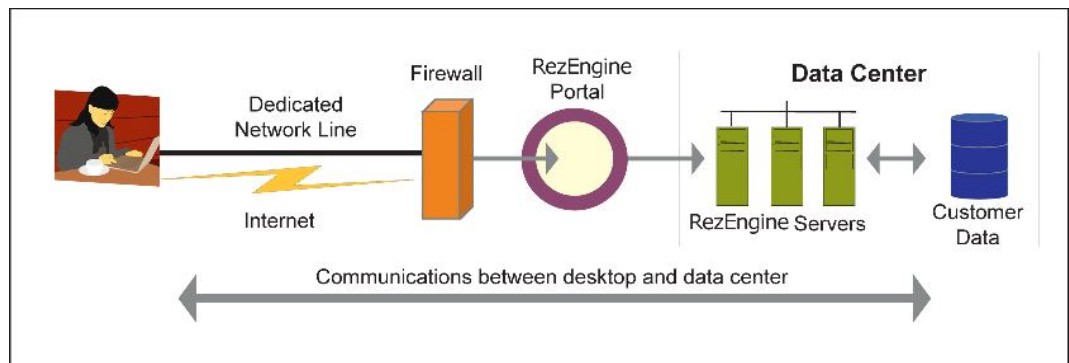 Dedicated
Network Line
Internet
Firewall
RezEngine
Portal
Data Center
RezEngine Servers
Customer
Data
Communications between desktop and data center